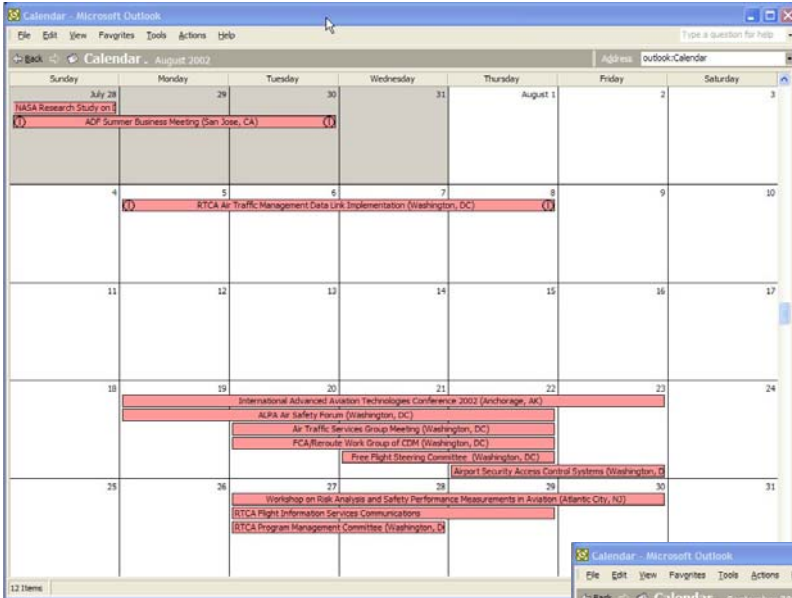 Calendar - Microsoft Outlook
File Edit View Favorites Tools Actions Help Type a question for help
Back Calendar . August 2002 Address outlook:Calendar
Sunday Monday Tuesday Wednesday Thursday Friday Saturday
July 28 29 30 31 August 1 2 3
NASA Research Study on
ADF Summer Business Meeting (San Jose, CA)
4 5 6 7 8 9 10
RTCA Air Traffic Management Data Link Implementation (Washington, DC)
11 12 13 14 15 16 17
18 19 20 21 22 23 24
International Advanced Aviation Technologies Conference 2002 (Anchorage, AK)
ALPA Air Safety Forum (Washington, DC)
Air Traffic Services Group Meeting (Washington, DC)
FCA/Reroute Work Group of CDM (Washington, DC)
Free Flight Steering Committee (Washington, DC)
Airport Security Access Control Systems (Washington, D
25 26 27 28 29 30 31
Workshop on Risk Analysis and Safety Performance Measurements in Aviation (Atlantic City, NJ)
RTCA Flight Information Services Communications
RTCA Program Management Committee (Washington, D
12 Items
Calendar - Microsoft Outlook
File Edit View Favorites Tools Actions